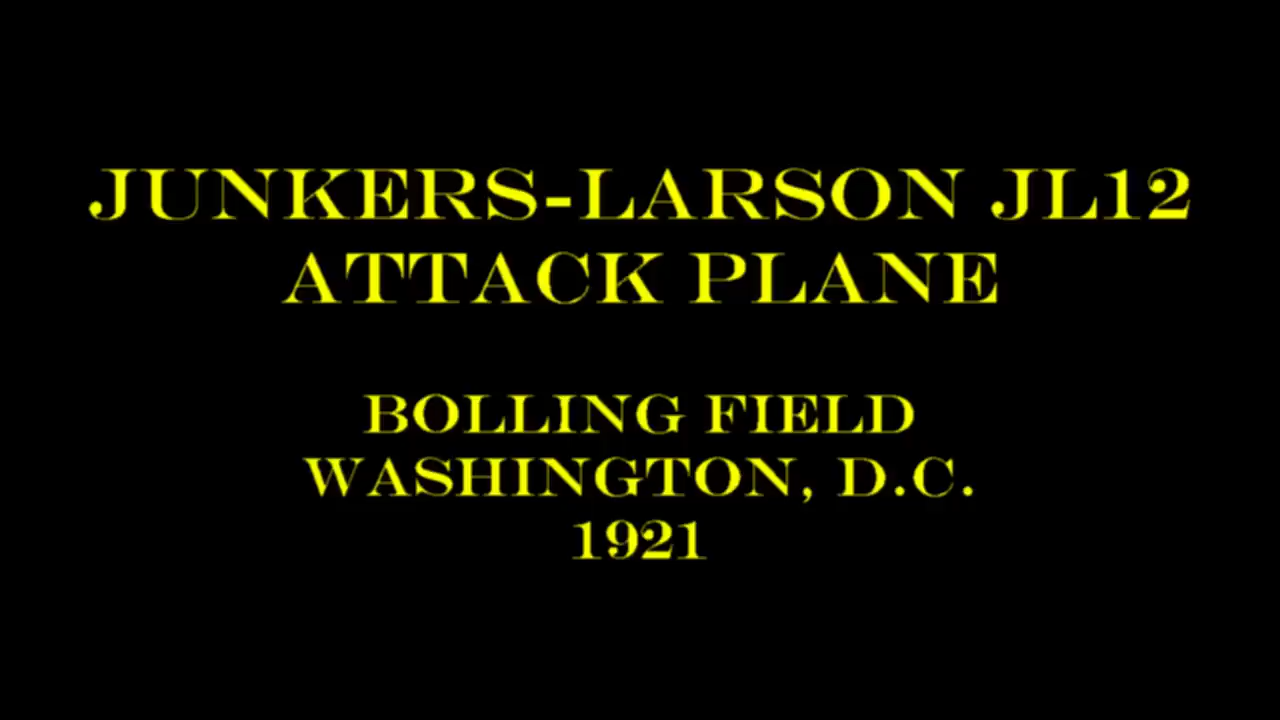 JUNKERS-LARSON JL12
ATTACK PLANE
BOLLING FIELD
WASHINGTON, D.C.
1921